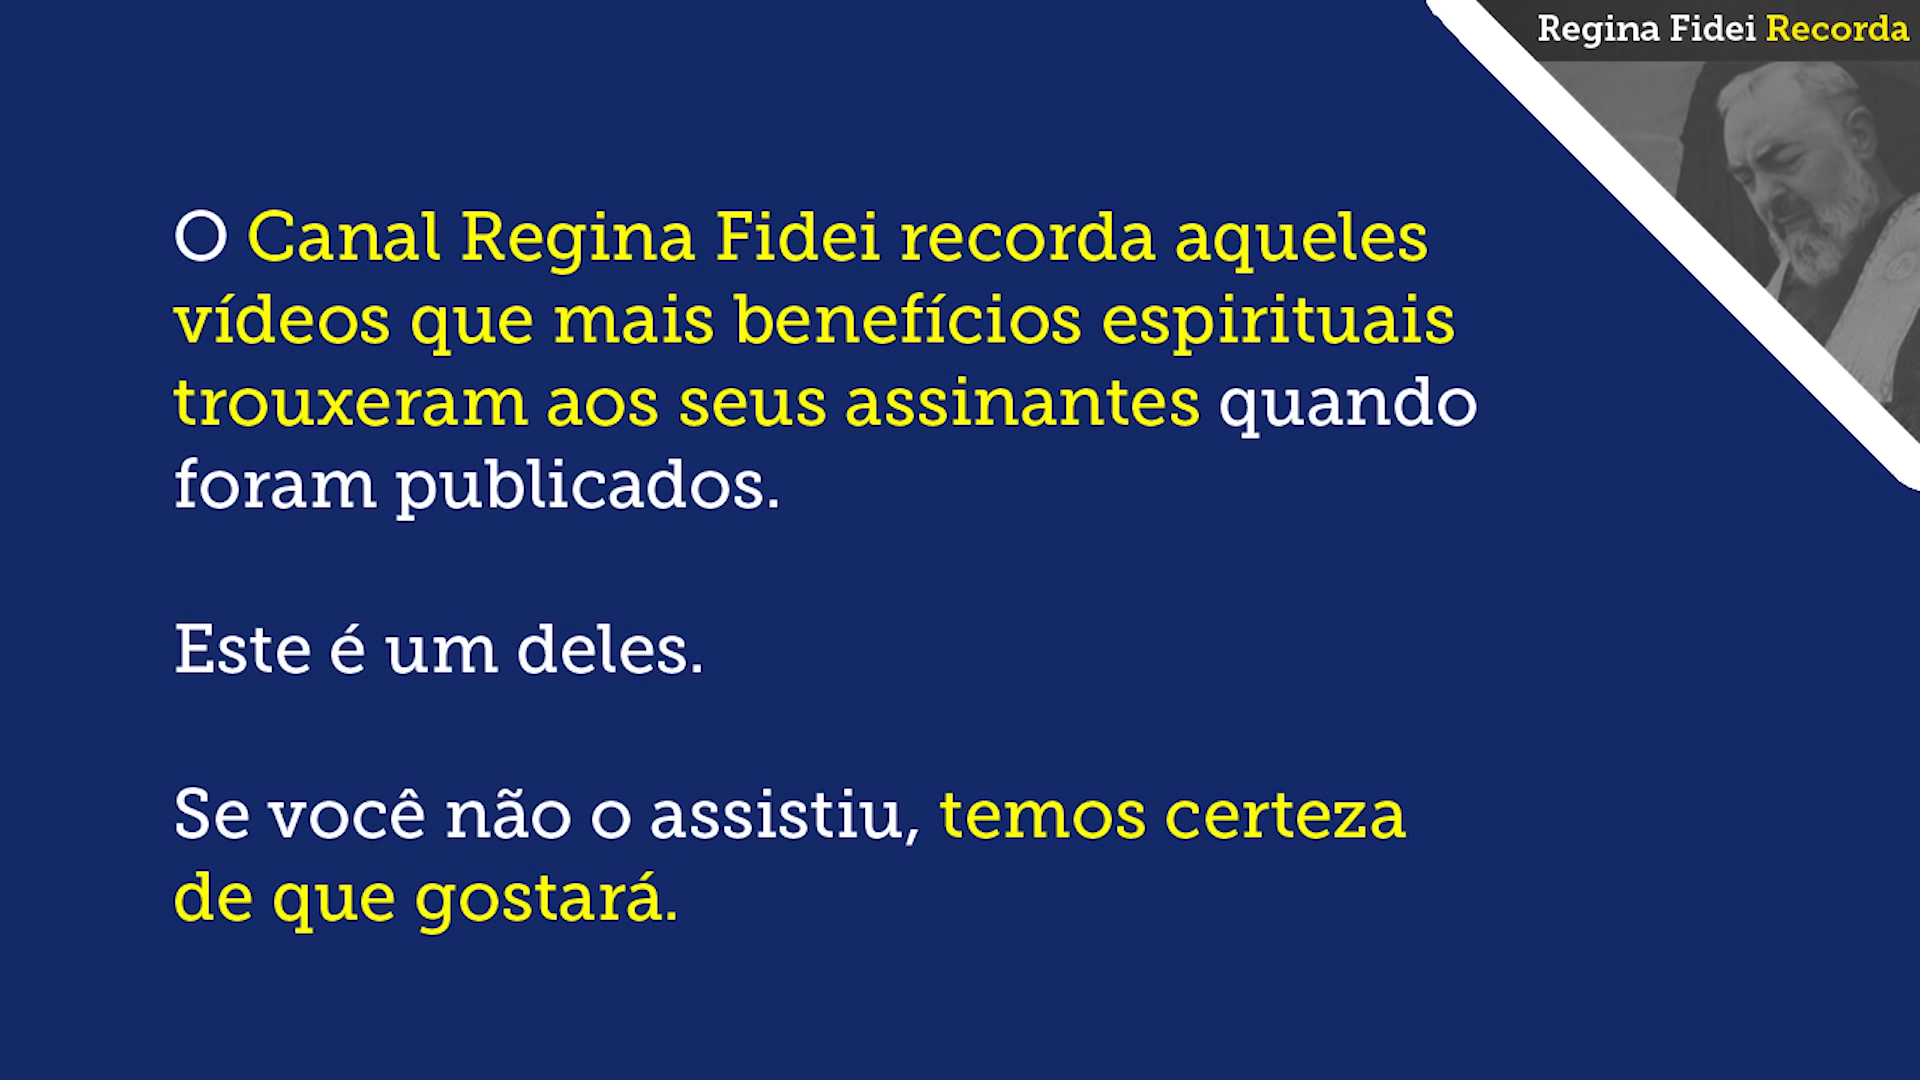 Regina Fidei Recorda
O Canal Regina Fidei recorda aqueles
vídeos que mais benefícios espirituais
trouxeram aos seus assinantes quando
foram publicados.
Este é um deles.
Se você não o assistiu, temos certeza
de que gostará.